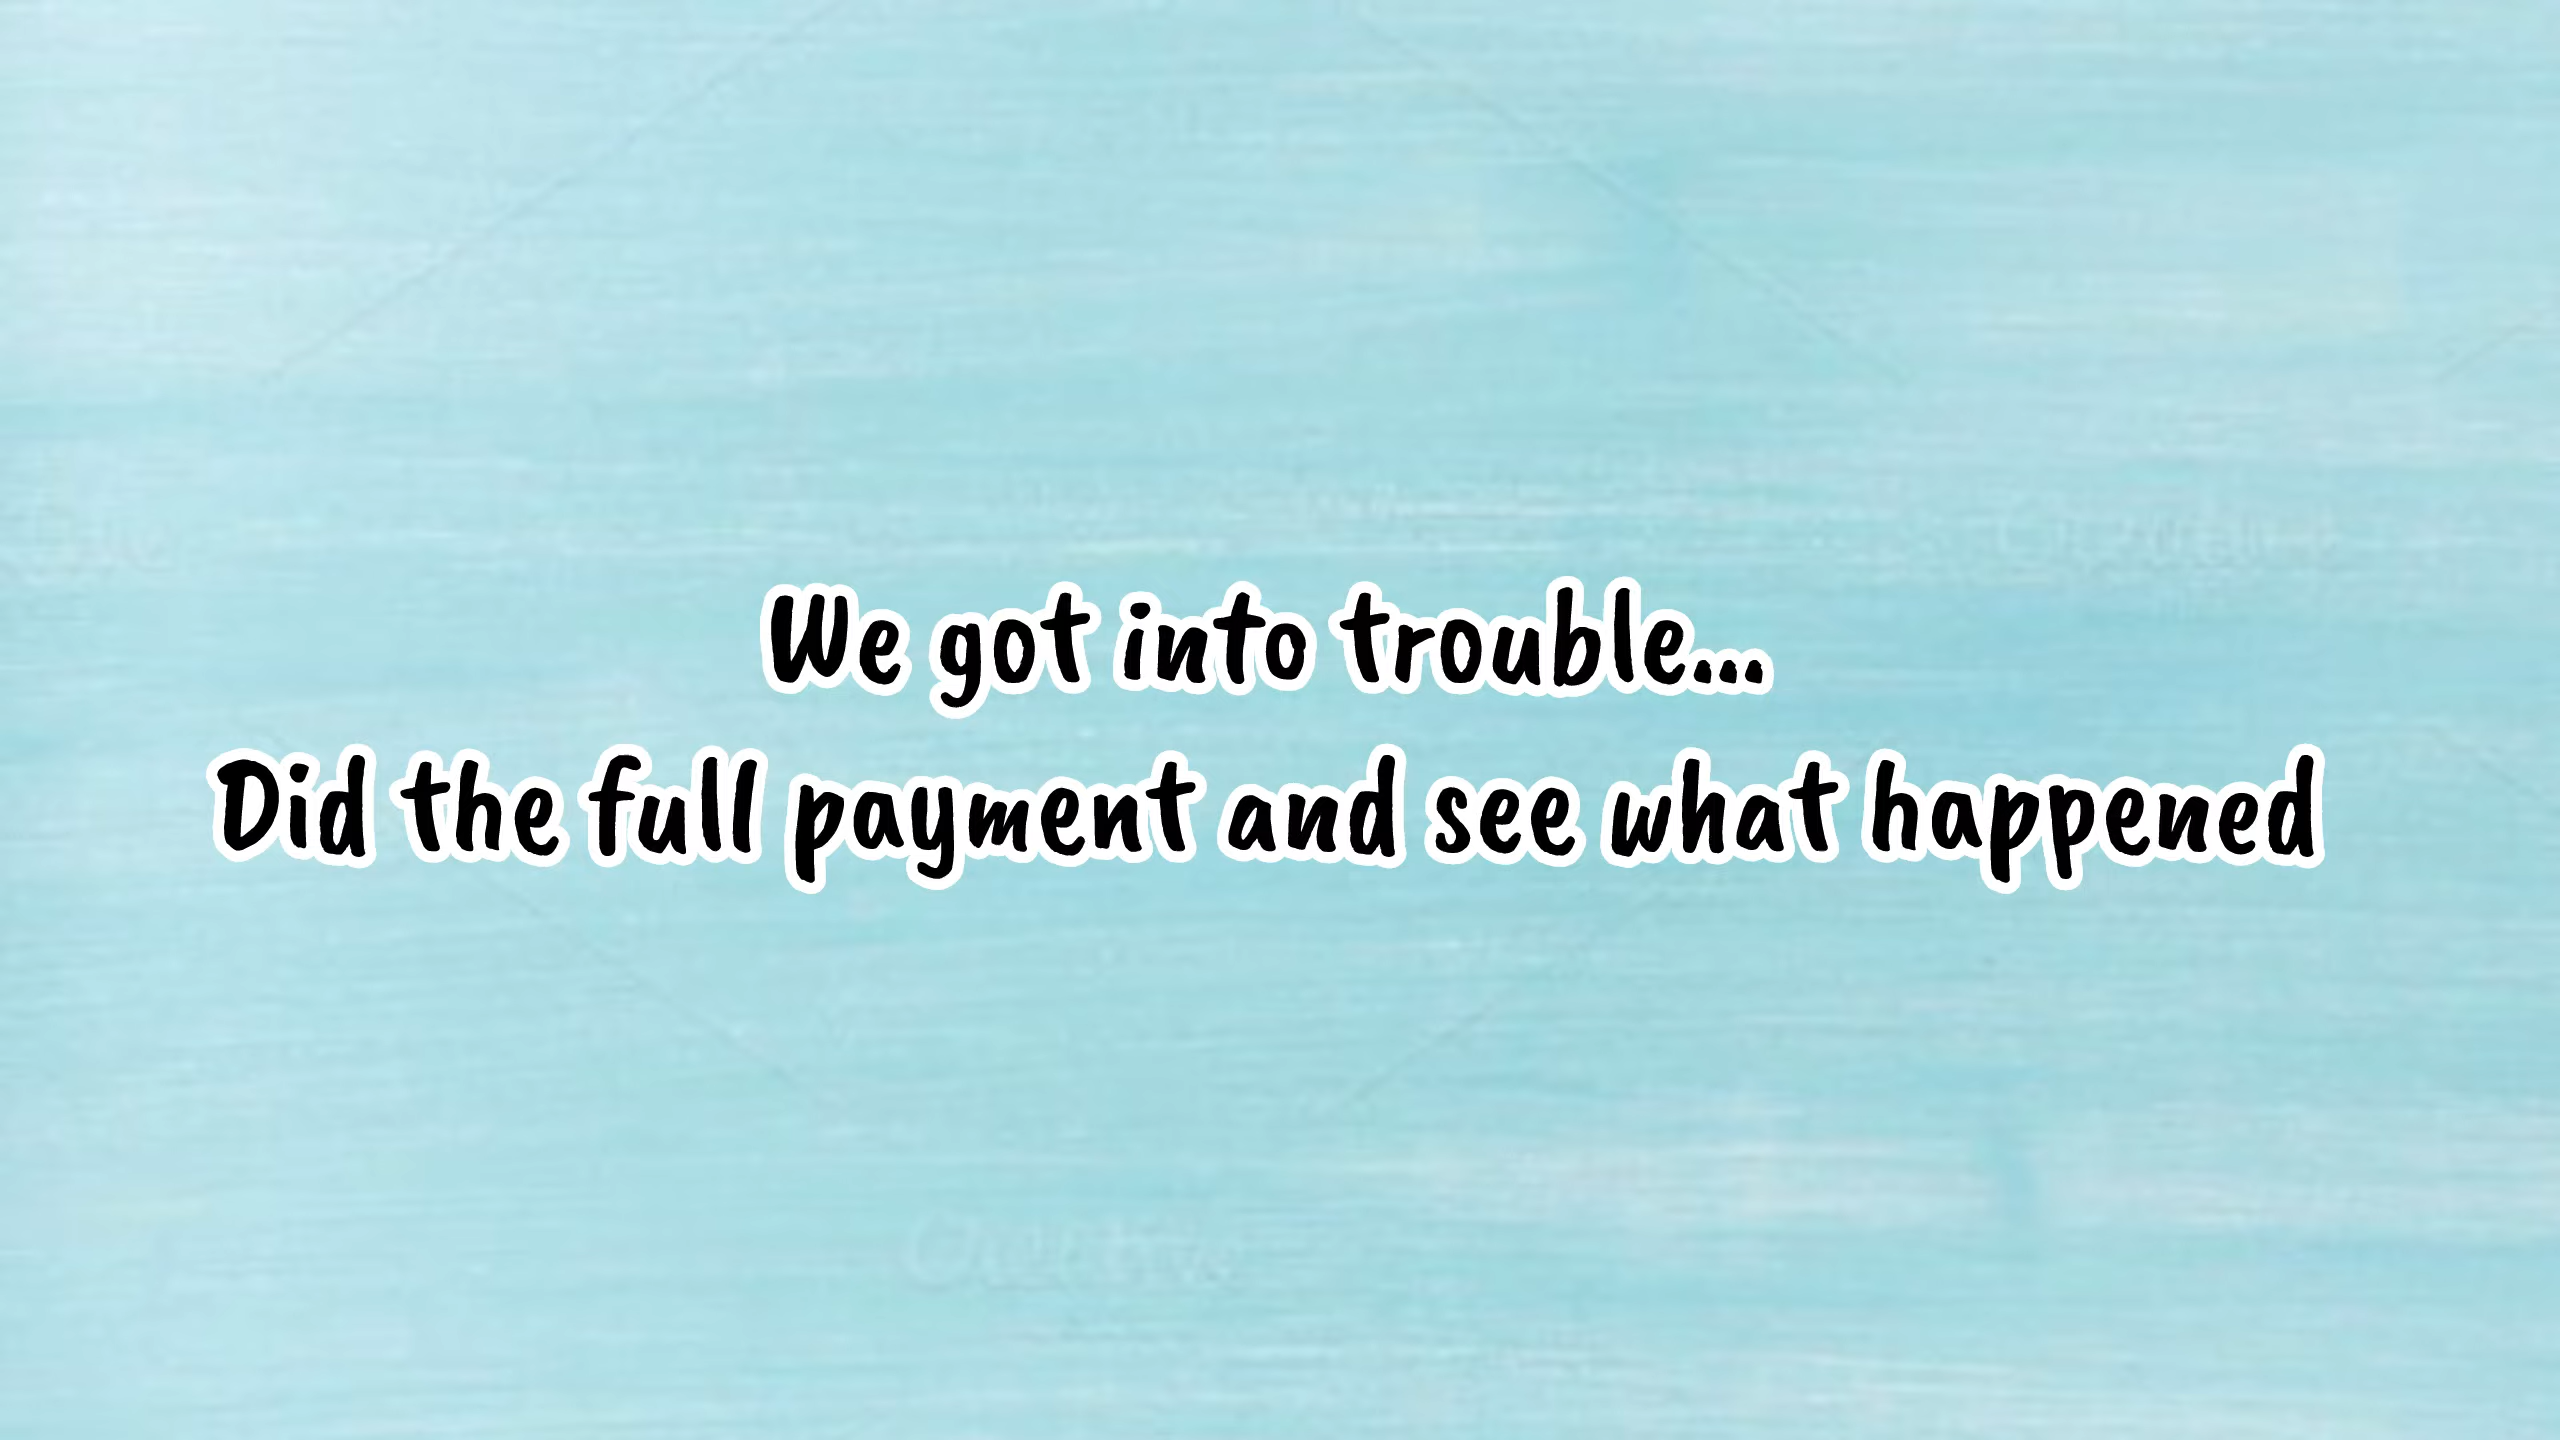 We got into trouble...
Did the full payment and see what happened